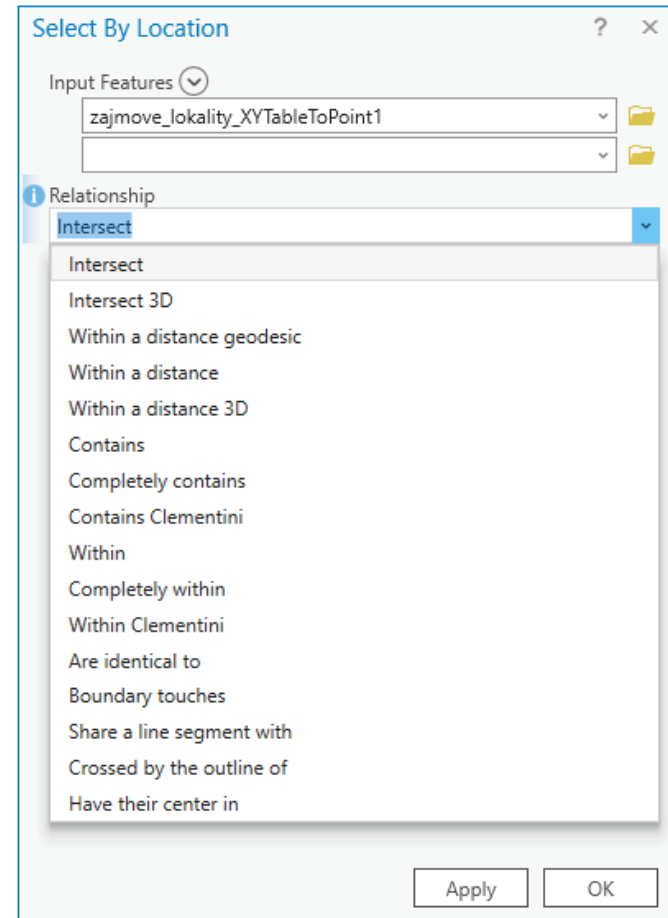 Select By Location ? ×
Input Features
zajmove_lokality_XYTableToPoint1
Relationship
Intersect
Intersect
Intersect 3D
Within a distance geodesic
Within a distance
Within a distance 3D
Contains
Completely contains
Contains Clementini
Within
Completely within
Within Clementini
Are identical to
Boundary touches
Share a line segment with
Crossed by the outline of
Have their center in
Apply OK